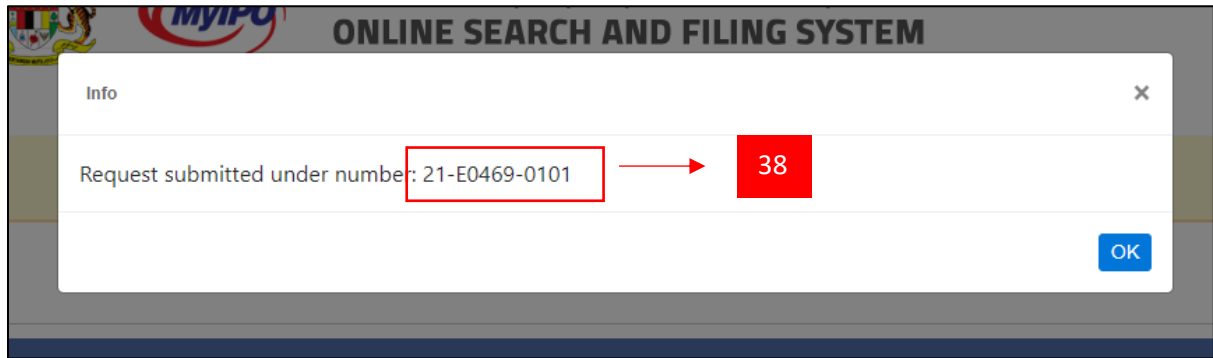 MyIPO
ONLINE SEARCH AND FILING SYSTEM
Info
×
Request submitted under number: 21-E0469-0101
38
OK